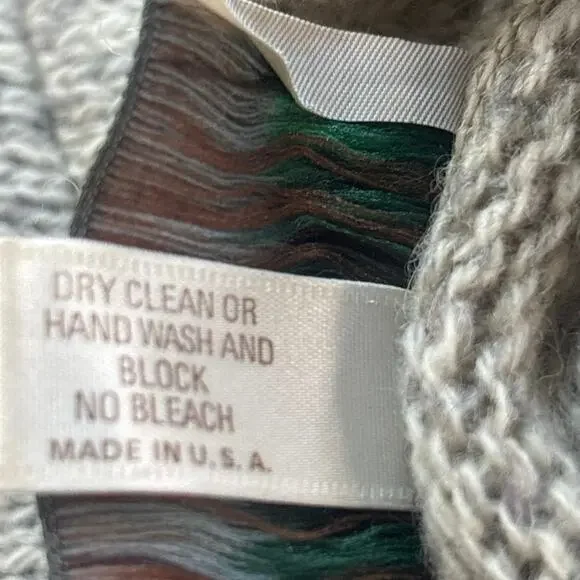 DRY CLEAN OR
HAND WASH AND
BLOCK
NO BLEACH
MADE IN U.S.A.